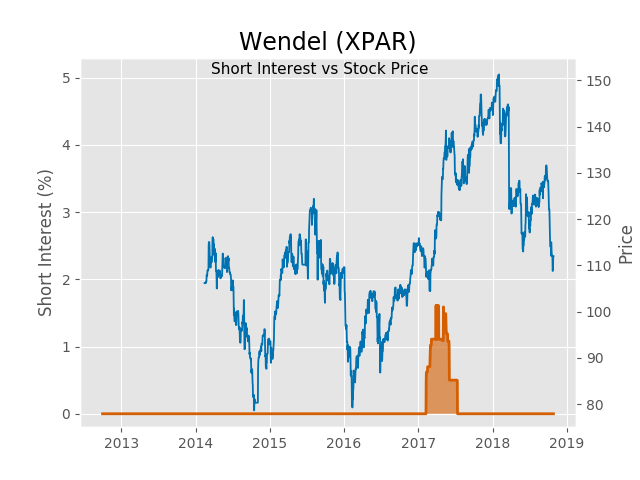 Wendel (XPAR)
Short Interest vs Stock Price
Short Interest (%)
5
4
3
2
1
0
150
140
130
120
110
100
90
80
Price
2013 2014 2015 2016 2017 2018 2019